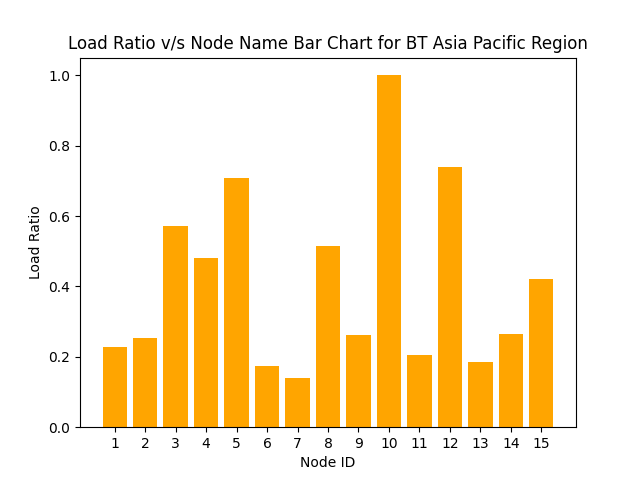 Load Ratio v/s Node Name Bar Chart for BT Asia Pacific Region
Load Ratio
1.0
0.8
0.6
0.4
0.2
0.0
1 2 3 4 5 6 7 8 9 10 11 12 13 14 15
Node ID